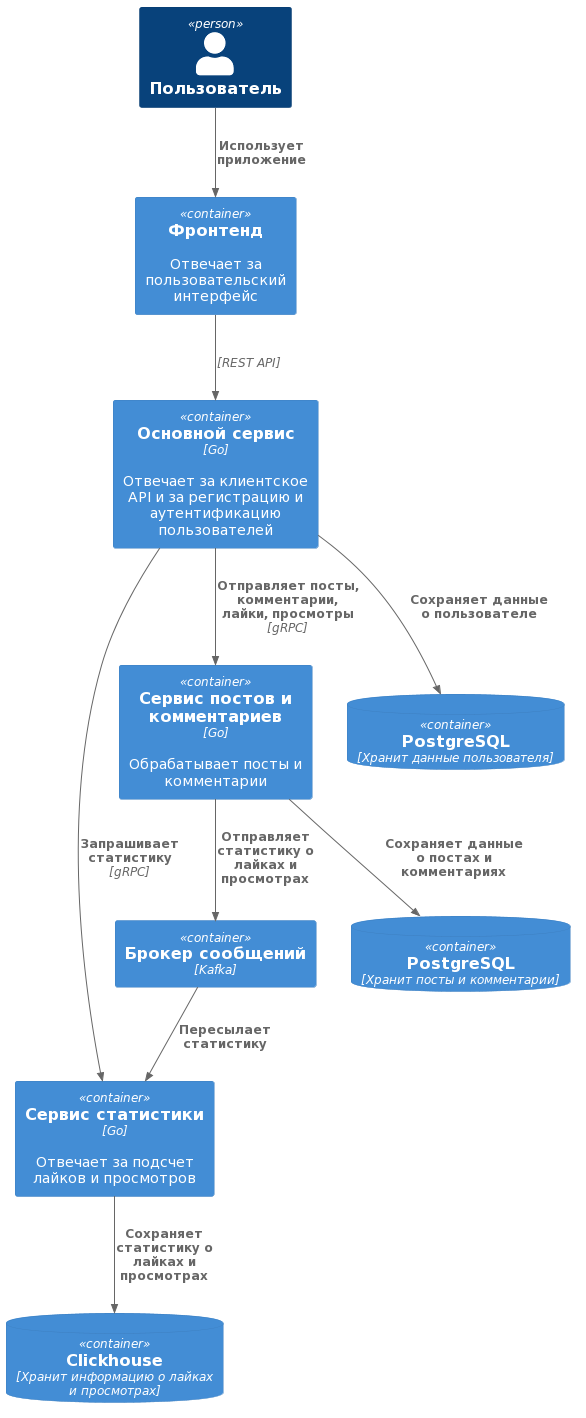 «person»
Пользователь
Использует
приложение
«container»
Фронтенд
Отвечает за
пользовательский
интерфейс
[REST API]
«container»
Основной сервис
[Go]
Отвечает за клиентское
API и за регистрацию и
аутентификацию
пользователей
Отправляет посты,
комментарии,
лайки, просмотры
[gRPC]
Сохраняет данные
о пользователе
«container»
Сервис постов и
комментариев
[Go]
Обрабатывает посты и
комментарии
«container»
PostgreSQL
[Хранит данные пользователя]
Запрашивает
статистику
[gRPC]
Отправляет
статистику о
лайках и
просмотрах
Сохраняет данные
о постах и
комментариях
«container»
Брокер сообщений
[Kafka]
«container»
PostgreSQL
[Хранит посты и комментарии]
Пересылает
статистику
«container»
Сервис статистики
[Go]
Отвечает за подсчет
лайков и просмотров
Сохраняет
статистику о
лайках и
просмотрах
«container»
Clickhouse
[Хранит информацию о лайках
и просмотрах]